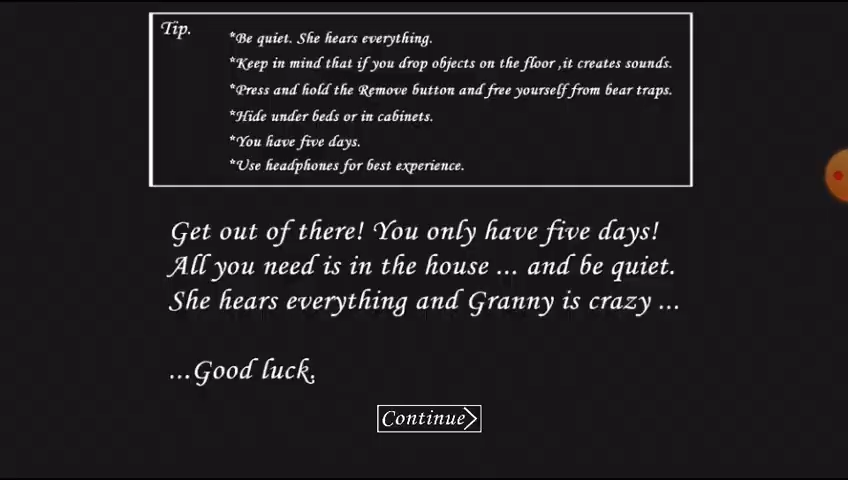 Tip.
*Be quiet. She hears everything.
*Keep in mind that if you drop objects on the floor ,it creates sounds.
*Press and hold the Remove button and free yourself from bear traps.
*Hide under beds or in cabinets.
*You have five days.
*Use headphones for best experience.
Get out of there! You only have five days!
All you need is in the house ... and be quiet.
She hears everything and Granny is crazy ...
...Good luck.
Continue